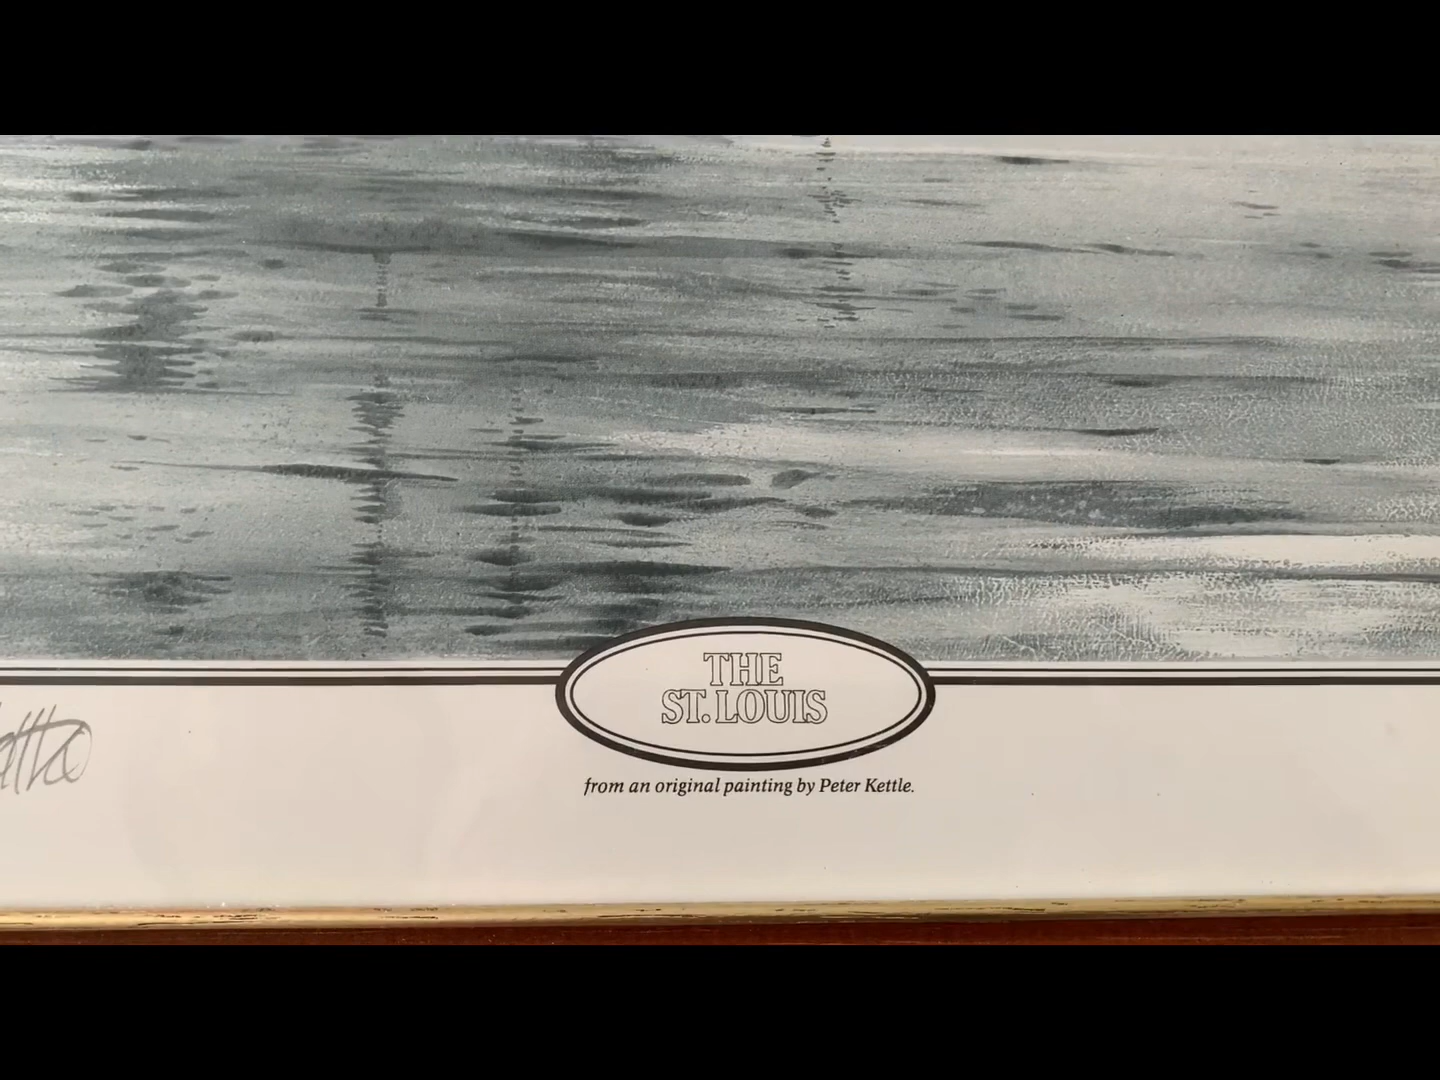 THE
ST. LOUIS
from an original painting by Peter Kettle.